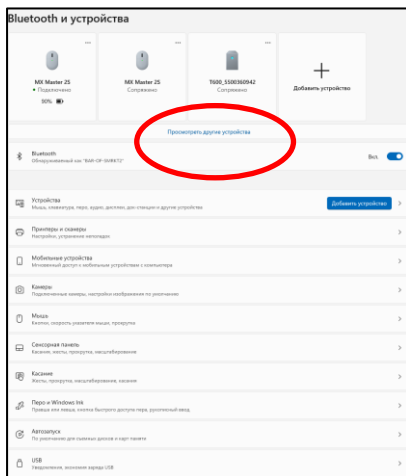 Bluetooth и устройства
MX Master 2S
• Подключено
50%
MX Master 2S
Сопряжено
T600_5500360942
Сопряжено
Добавить устройство
Просмотреть другие устройства
Bluetooth
Обнаруживаемый как
Вкл.
Устройства
Мышь, клавиатура, перо, аудио, дисплеи, док-станции и другие устройства
Добавить устройство
Принтеры и сканеры
Настройки, устранение неполадок
Мобильные устройства
Мгновенный доступ к мобильным устройствам с компьютера
Камеры
Подключенные камеры, настройки изображения по умолчанию
Мышь
Кнопки, скорость указателя мыши, прокрутка
Сенсорная панель
Касания, жесты, прокрутка, масштабирование
Касание
Жесты, прокрутка, масштабирование, касания
Перо и Windows Ink
Правша или левша, кнопка быстрого доступа пера, рукописный ввод
Автозапуск
По умолчанию для съемных дисков и карт памяти
USB
Уведомления, экономия заряда USB